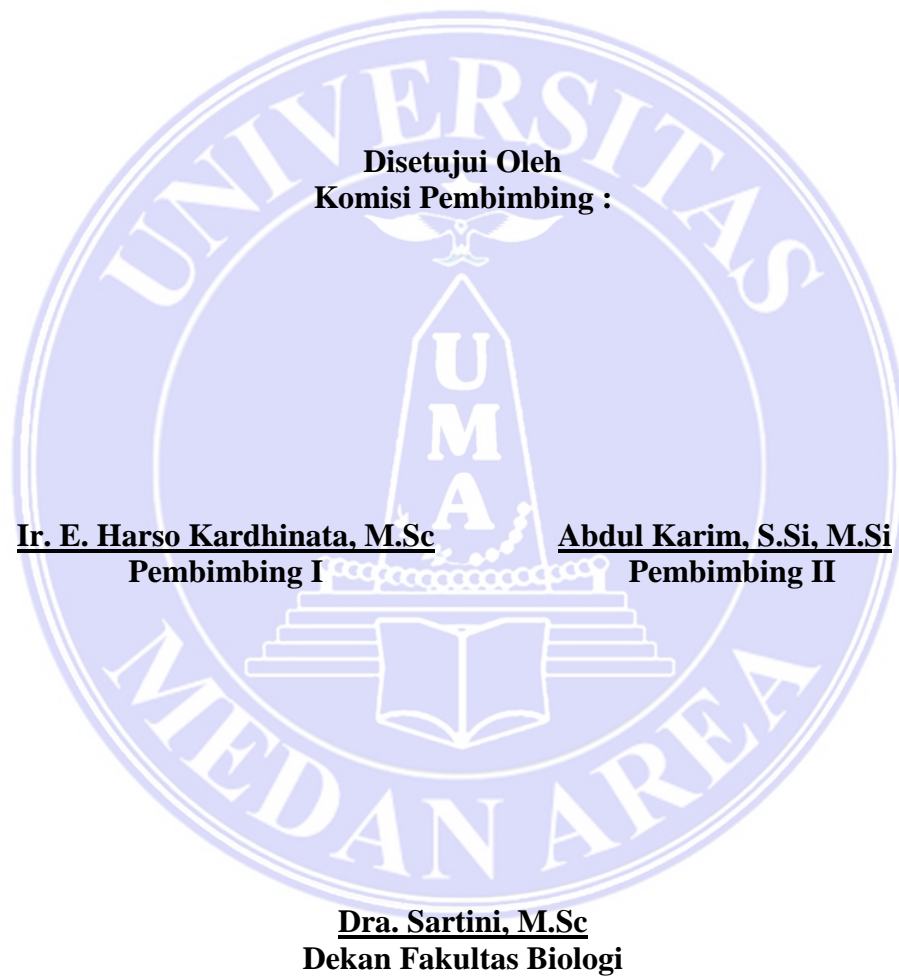 UNIVERSITAS
Disetujui Oleh
Komisi Pembimbing :
U
M
A
Ir. E. Harso Kardhinata, M.Sc Abdul Karim, S.Si, M.Si
Pembimbing I Pembimbing II
MEDAN AREA
Dra. Sartini, M.Sc
Dekan Fakultas Biologi